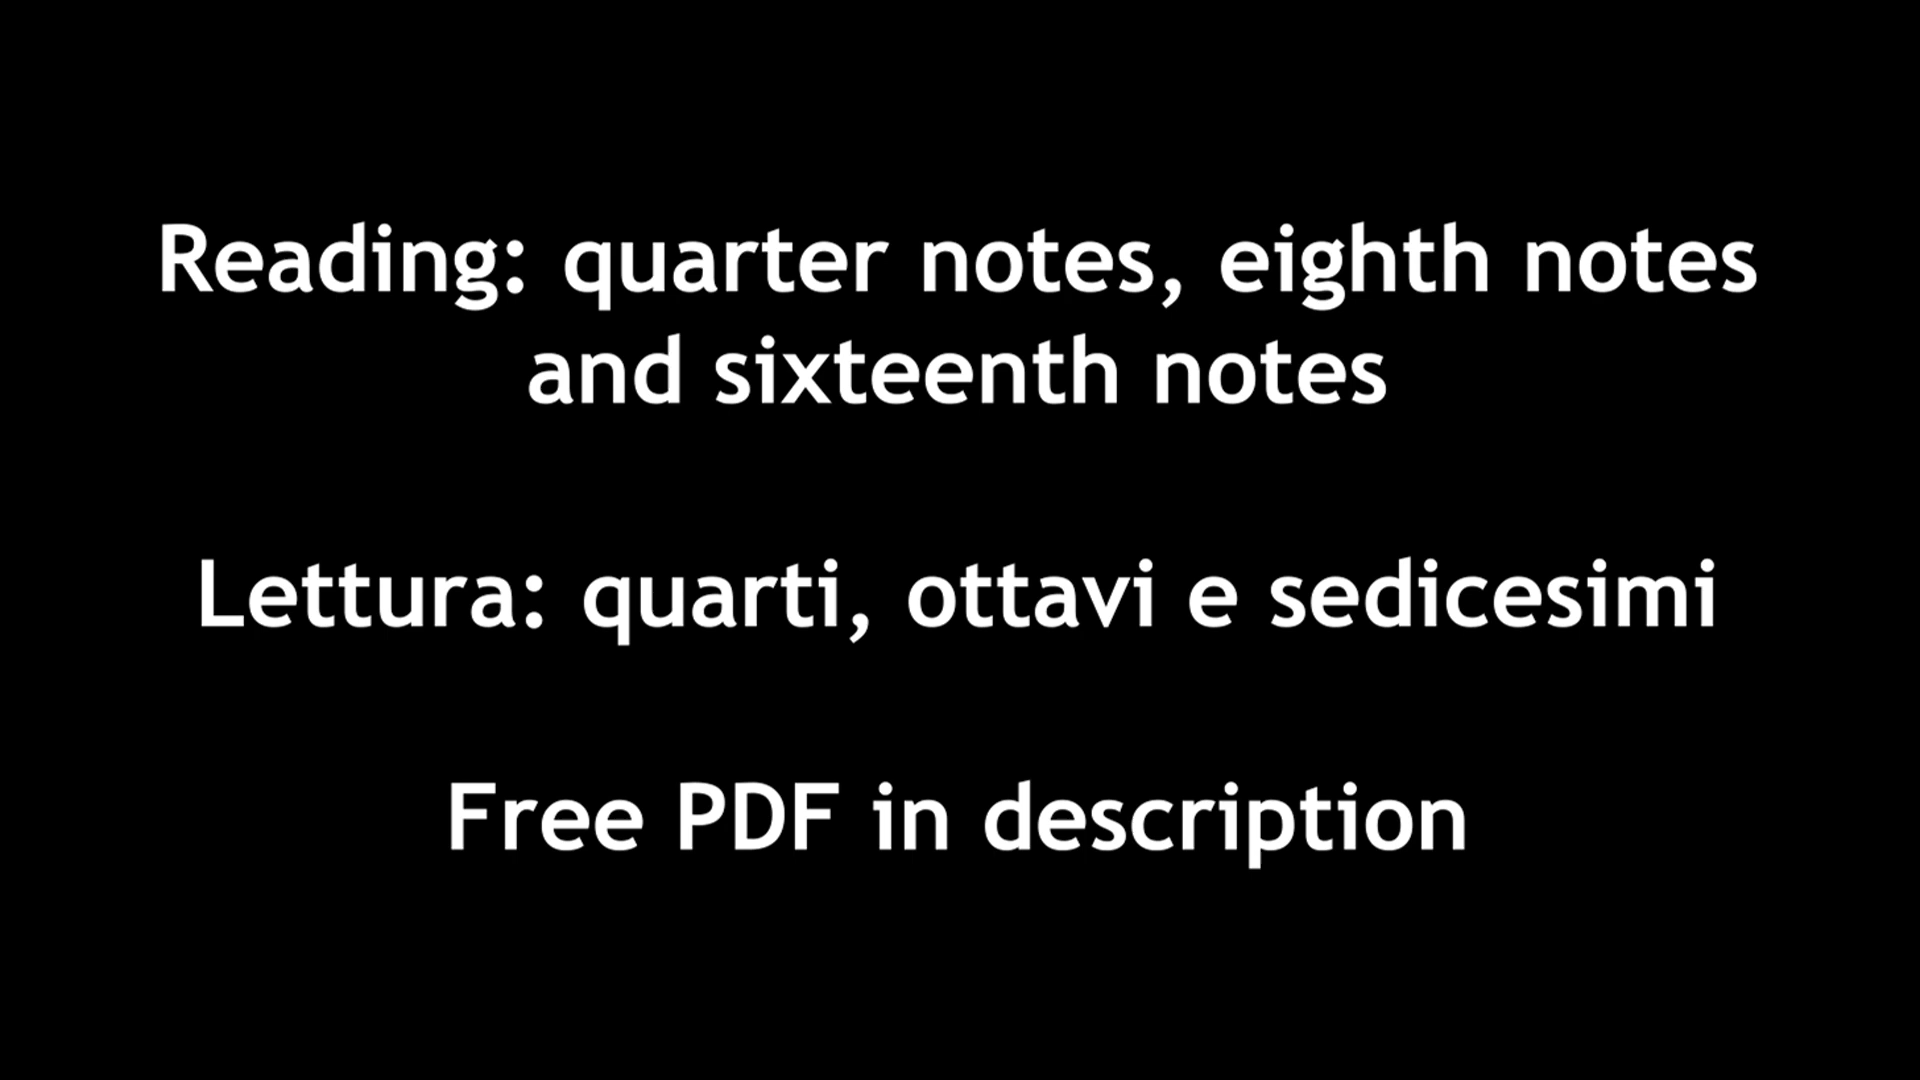 Reading: quarter notes, eighth notes
and sixteenth notes
Lettura: quarti, ottavi e sedicesimi
Free PDF in description